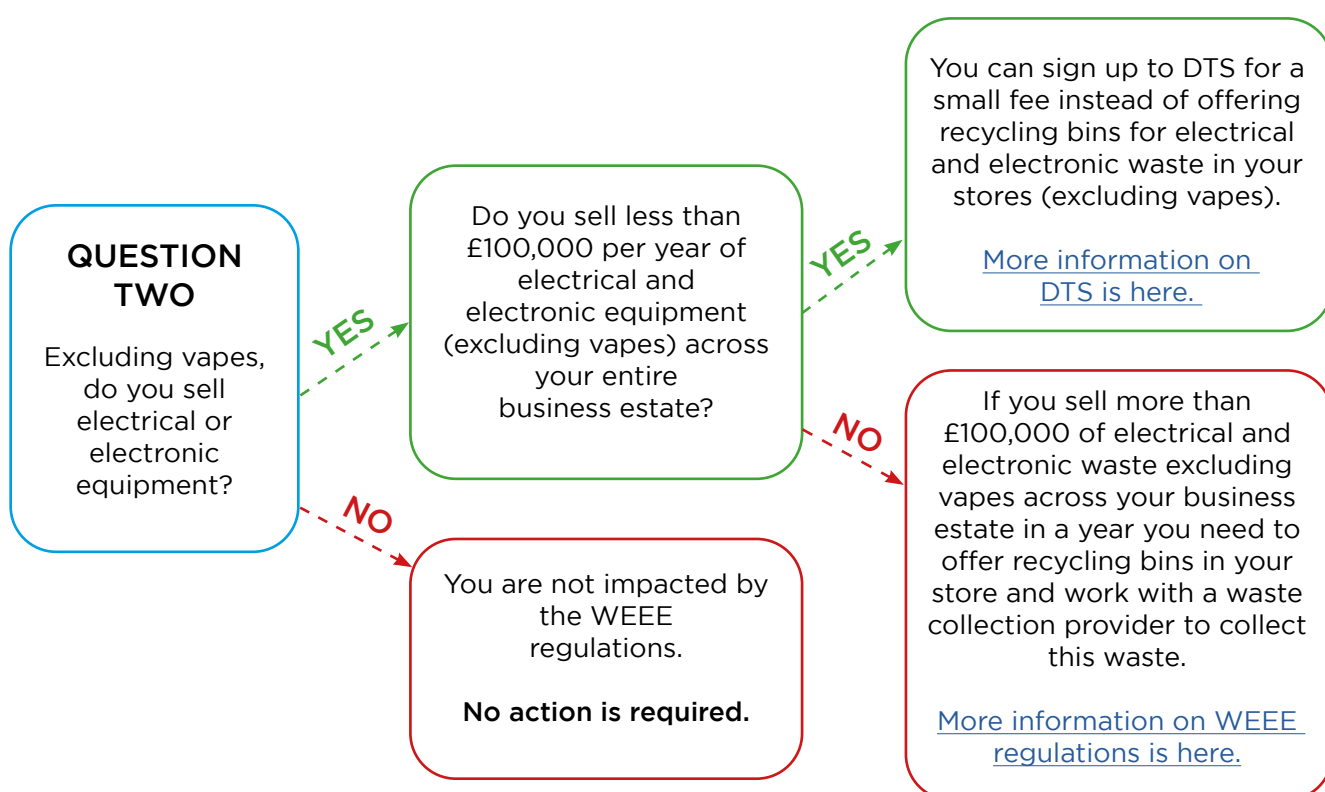 QUESTION
TWO
Excluding vapes,
do you sell
electrical or
electronic
equipment?
YES
NO
Do you sell less than
£100,000 per year of
electrical and
electronic equipment
(excluding vapes) across
your entire
business estate?
YES
NO
You are not impacted by
the WEEE
regulations.
No action is required.
You can sign up to DTS for a
small fee instead of offering
recycling bins for electrical
and electronic waste in your
stores (excluding vapes).
More information on
DTS is here.
If you sell more than
£100,000 of electrical and
electronic waste excluding
vapes across your business
estate in a year you need to
offer recycling bins in your
store and work with a waste
collection provider to collect
this waste.
More information on WEEE
regulations is here.